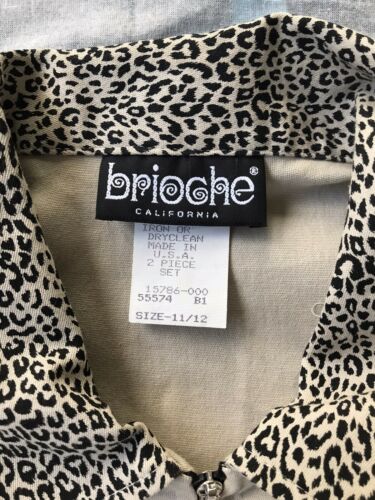 brioche®
CALIFORNIA
IRON OR
DRYCLEAN
MADE IN
U.S.A.
2 PIECE
SET
15786-000
55574 B1
SIZE-11/12